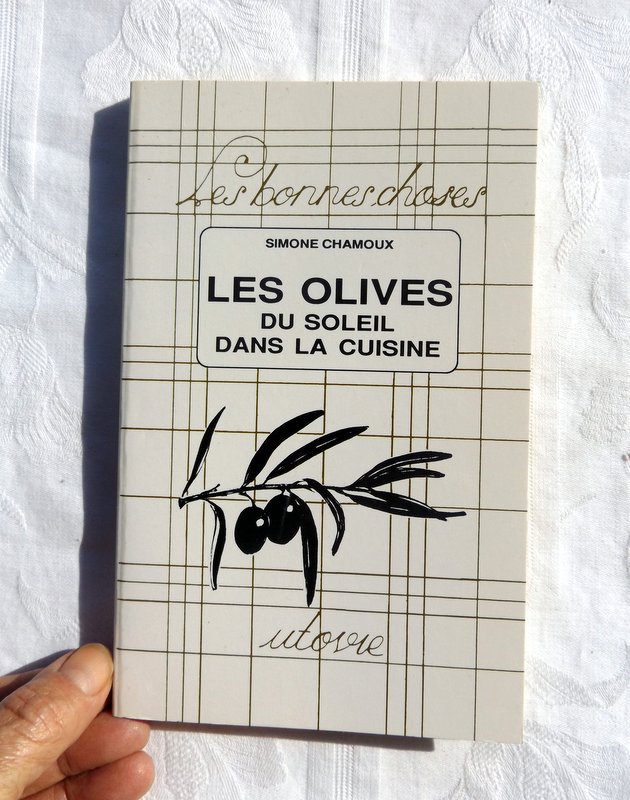 Les bonnes choses
SIMONE CHAMOUX
LES OLIVES
DU SOLEIL
DANS LA CUISINE
utovie